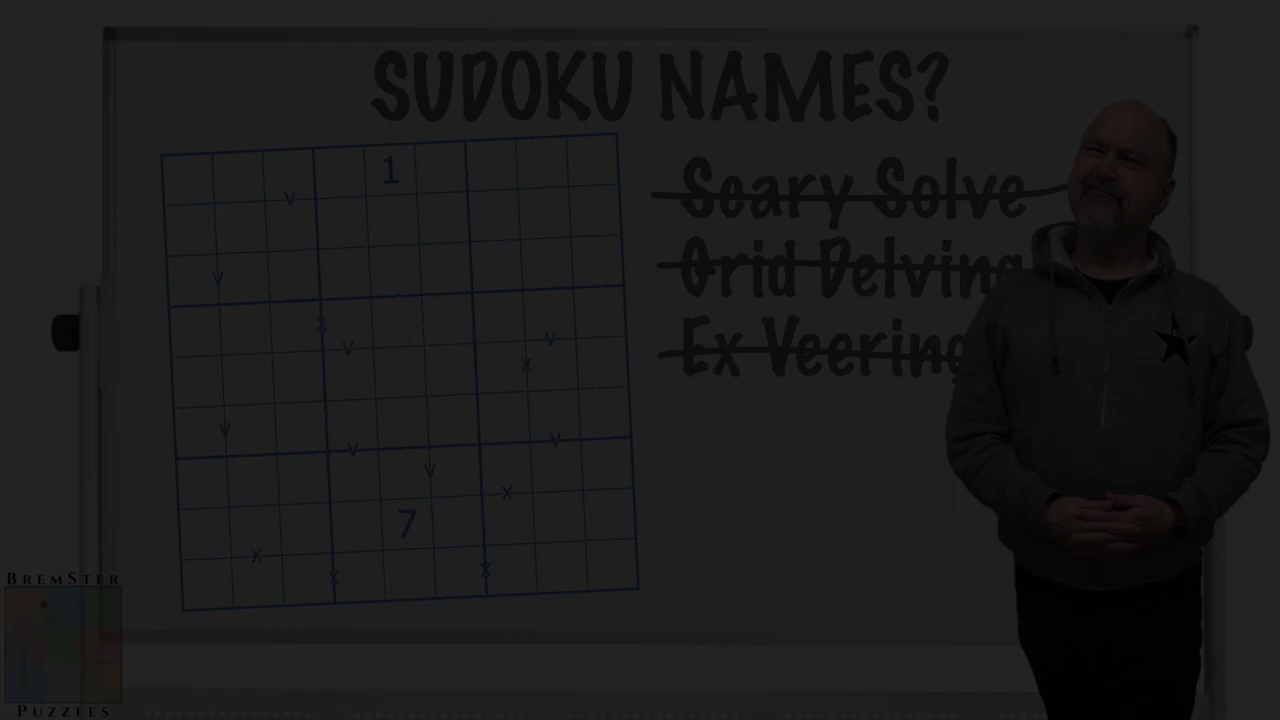 SUDOKU NAMES?
1
v
v
x
v
v
x
v
v
v
v
x
7
x
x
x
Scary Solve
Grid Delving
Ex Veering
BREMSTER
PUZZLES